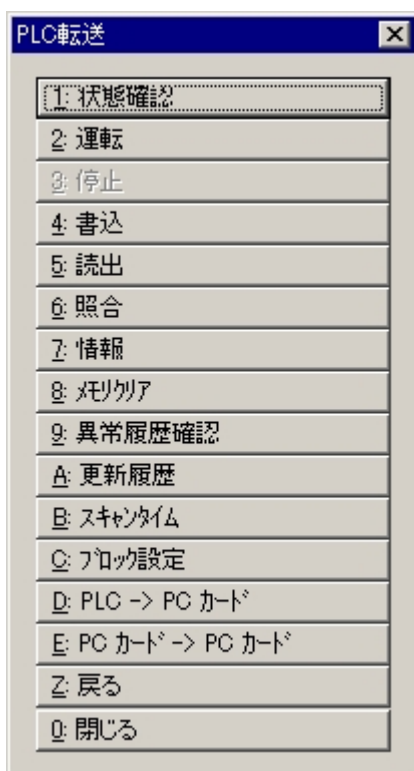 PLC転送
1: 状態確認
2: 運転
3: 停止
4: 書込
5: 読出
6: 照合
7: 情報
8: ﾒﾓﾘｸﾘｱ
9: 異常履歴確認
A: 更新履歴
B: ｽｷｬﾝﾀｲﾑ
C: ﾌﾞﾛｯｸ設定
D: PLC -> PC ｶｰﾄﾞ
E: PC ｶｰﾄﾞ -> PC ｶｰﾄﾞ
Z: 戻る
0: 閉じる